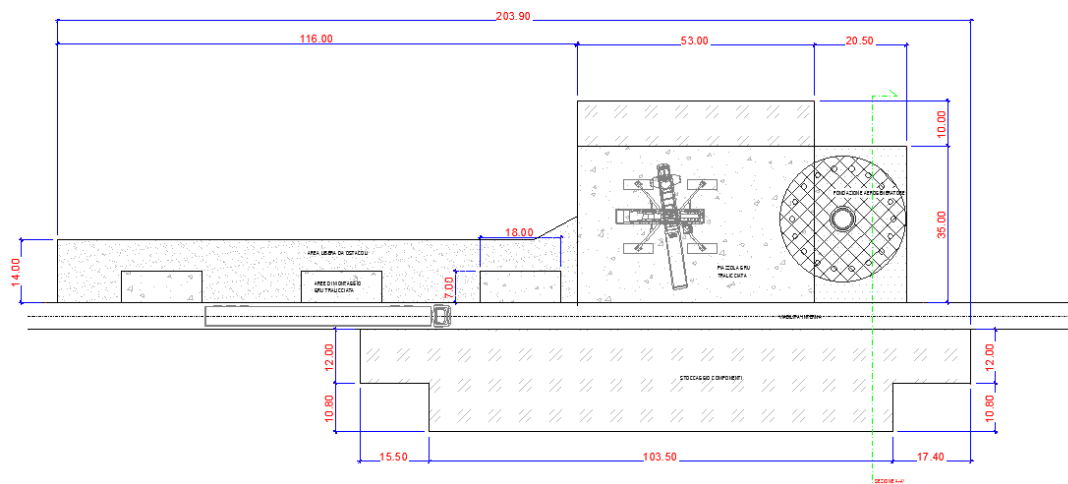 203.90
116.00
53.00
20.50
10.00
FONDAZIONE AEROGENERATORE
35.00
18.00
14.00
AREA LIBERA DA OSTACOLI
PIAZZOLA GRU
TRALICCIATA
7.00
AREE DI MONTAGGIO
GRU TRALICCIATA
VIABILITA' INTERNA
12.00
12.00
STOCCAGGIO COMPONENTI
10.80
10.80
15.50
103.50
17.40
SEZIONE A-A'